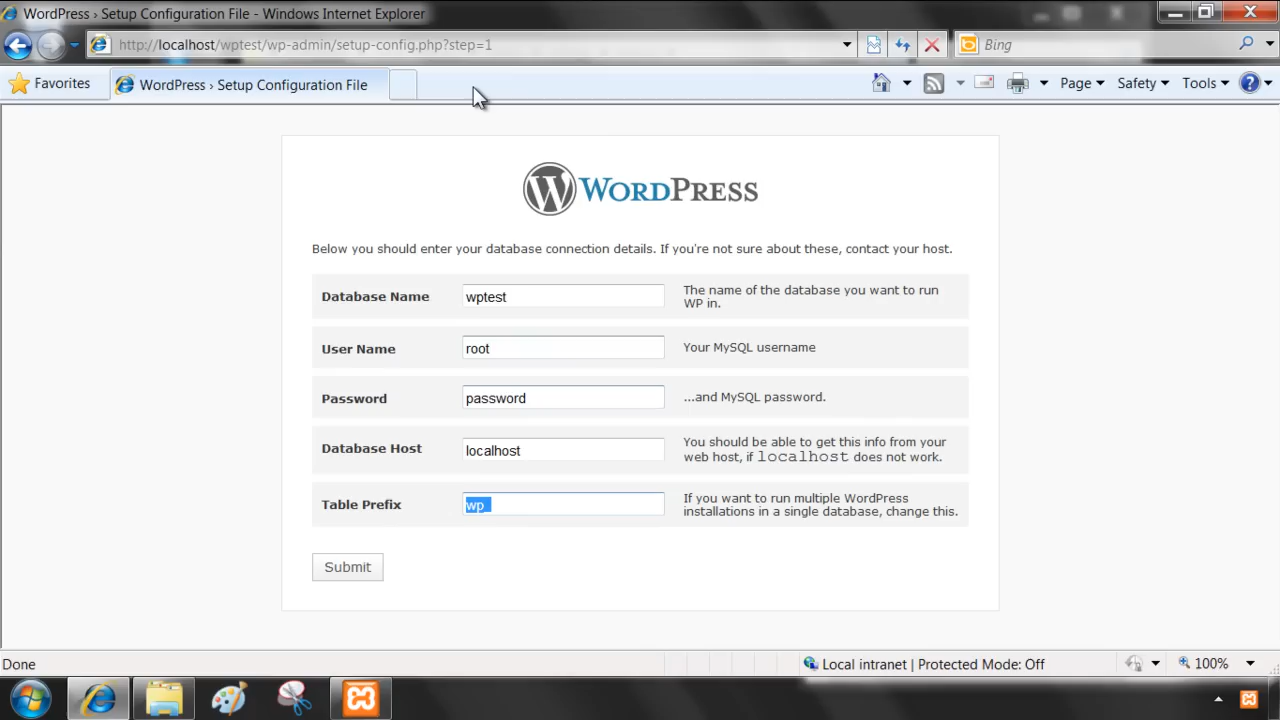 WordPress › Setup Configuration File - Windows Internet Explorer
http://localhost/wptest/wp-admin/setup-config.php?step=1
Bing
Favorites
WordPress › Setup Configuration File
Page
Safety
Tools
WORDPRESS
Below you should enter your database connection details. If you're not sure about these, contact your host.
Database Name
wptest
The name of the database you want to run
WP in.
User Name
root
Your MySQL username
Password
password
...and MySQL password.
Database Host
localhost
You should be able to get this info from your
web host, if localhost does not work.
Table Prefix
wp_
If you want to run multiple WordPress
installations in a single database, change this.
Submit
Done
Local intranet | Protected Mode: Off
100%